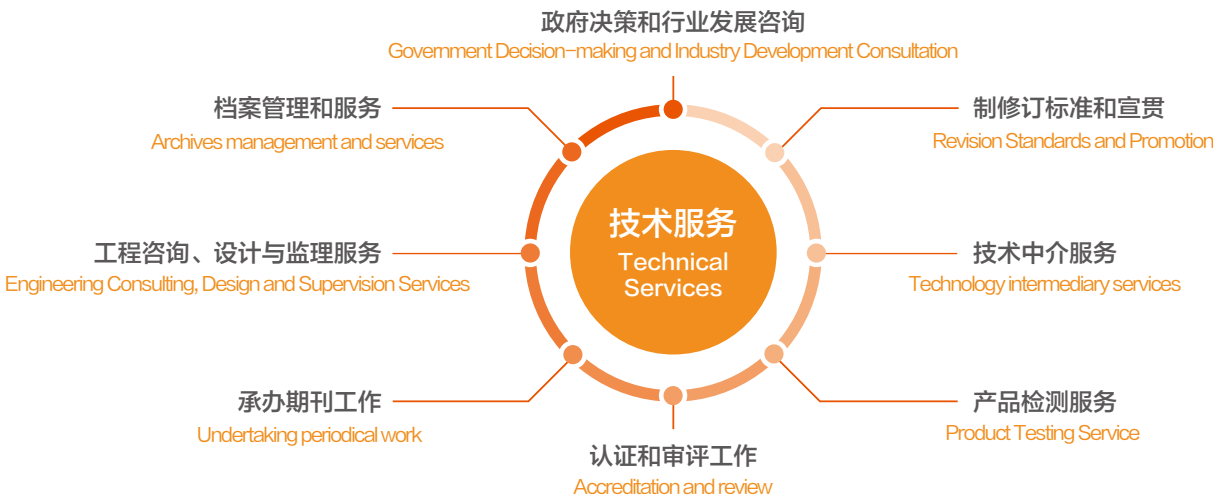 政府决策和行业发展咨询
Government Decision-making and Industry Development Consultation
档案管理和服务
Archives management and services
制修订标准和宣贯
Revision Standards and Promotion
技术服务
Technical
Services
工程咨询、设计与监理服务
Engineering Consulting, Design and Supervision Services
技术中介服务
Technology intermediary services
承办期刊工作
Undertaking periodical work
产品检测服务
Product Testing Service
认证和审评工作
Accreditation and review